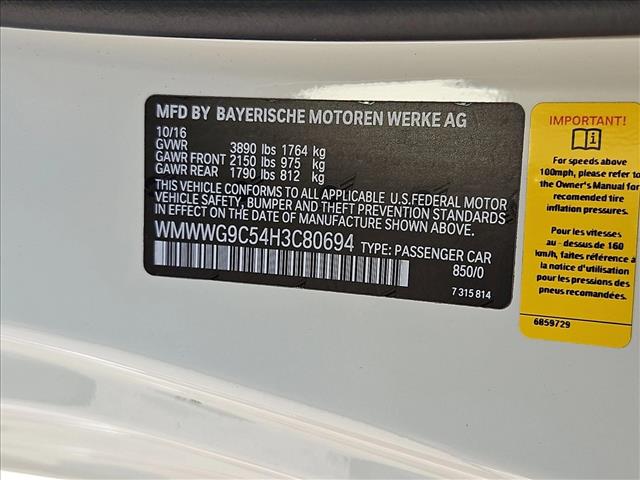 MFD BY BAYERISCHE MOTOREN WERKE AG
10/16
GVWR 3890 lbs 1764 kg
GAWR FRONT 2150 lbs 975 kg
GAWR REAR 1790 lbs 812 kg
THIS VEHICLE CONFORMS TO ALL APPLICABLE U.S.FEDERAL MOTOR
VEHICLE SAFETY, BUMPER AND THEFT PREVENTION STANDARDS
IN EFFECT ON THE DATE OF MANUFACTURE SHOWN ABOVE.
WMWWG9C54H3C80694 TYPE: PASSENGER CAR
850/0
7 315 814
IMPORTANT!
For speeds above
100mph, please refer to
the Owner's Manual for
recomended tire
inflation pressures.
Pour les vitesses
au - dessus de 160
km/h, faites référence à
la notice d'utilisation
pour les pressions des
pneus recomandées.
6859729